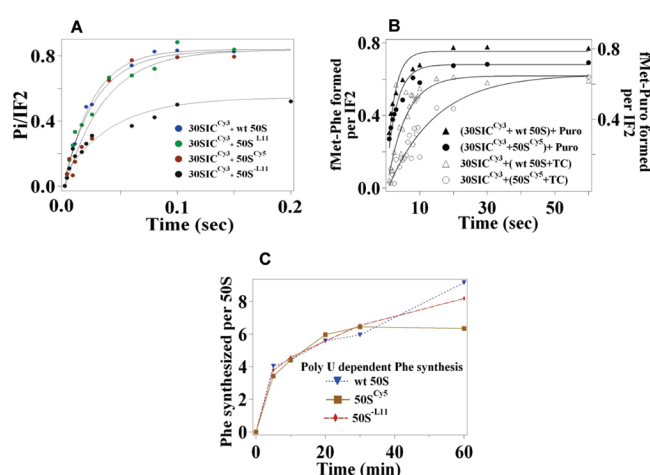 A
Pi/IF2
0.8
0.4
0.0
0.0
0.1
0.2
Time (sec)
30SIC^Cy3 + wt 50S
30SIC^Cy3 + 50S^L11
30SIC^Cy3 + 50S^Cy5
30SIC^Cy3 + 50S^-L11
B
fMet-Phe formed
per IF2
0.8
0.4
0.0
10
30
50
Time (sec)
0.8
0.4
fMet-Puro formed
per IF2
(30SIC^Cy3 + wt 50S)+ Puro
(30SIC^Cy3+50S^Cy5)+ Puro
30SIC^Cy3 +( wt 50S+TC)
30SIC^Cy3 +(50S^Cy5+TC)
C
Phe synthesized per 50S
8
6
4
2
0
0
20
40
60
Time (min)
Poly U dependent Phe synthesis
wt 50S
50S^Cy5
50S^-L11